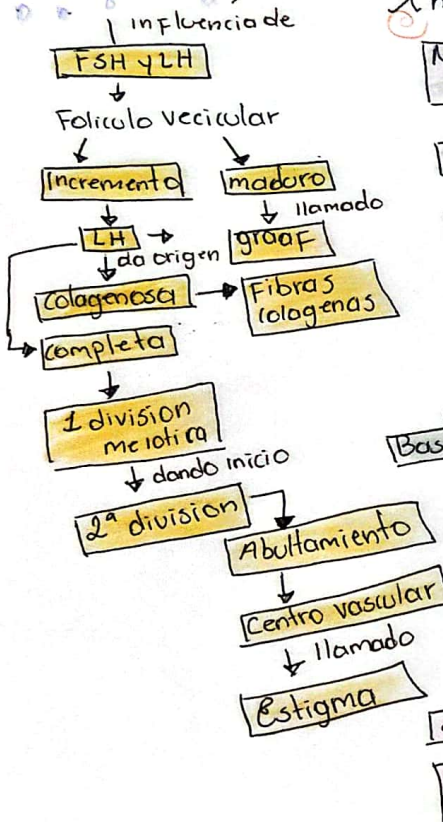 influencia de
FSH y LH
Foliculo vecicular
Incremento
maduro
llamado
LH
graaF
da origen
colagenosa
Fibras
colagenas
completa
1 division
meiotica
dando inicio
2ª division
Abultamiento
Centro vascular
llamado
Estigma
Bas